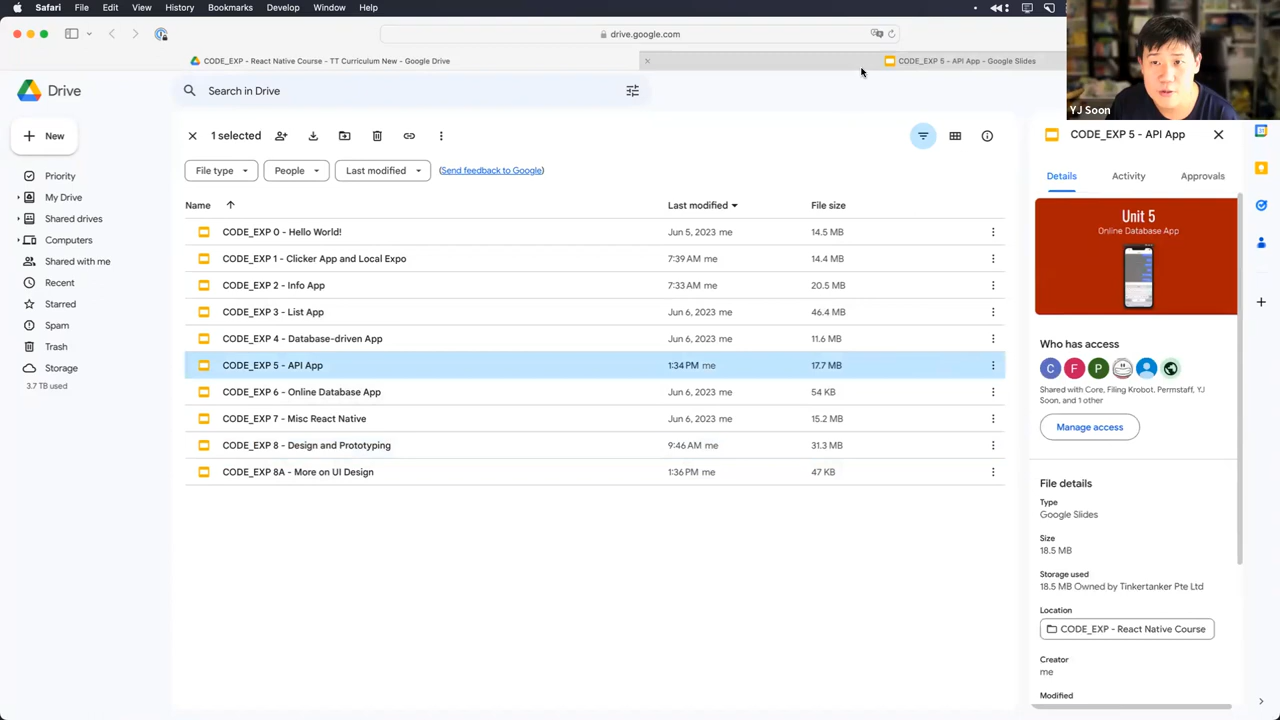 Safari File Edit View History Bookmarks Develop Window Help
drive.google.com
CODE_EXP - React Native Course - TT Curriculum New - Google Drive
CODE_EXP 5 - API App - Google Slides
YJ Soon
Drive
Search in Drive
New
1 selected
CODE_EXP 5 - API App
File type People Last modified (Send feedback to Google)
Details Activity Approvals
Priority
My Drive
Shared drives
Computers
Shared with me
Recent
Starred
Spam
Trash
Storage
3.7 TB used
Name Last modified File size
CODE_EXP 0 - Hello World! Jun 5, 2023 me 14.5 MB
CODE_EXP 1 - Clicker App and Local Expo 7:39 AM me 14.4 MB
CODE_EXP 2 - Info App 7:33 AM me 20.5 MB
CODE_EXP 3 - List App Jun 6, 2023 me 46.4 MB
CODE_EXP 4 - Database-driven App Jun 6, 2023 me 11.6 MB
CODE_EXP 5 - API App 1:34 PM me 17.7 MB
CODE_EXP 6 - Online Database App Jun 6, 2023 me 54 KB
CODE_EXP 7 - Misc React Native Jun 6, 2023 me 15.2 MB
CODE_EXP 8 - Design and Prototyping 9:46 AM me 31.3 MB
CODE_EXP 8A - More on UI Design 1:36 PM me 47 KB
Unit 5
Online Database App
Who has access
C F P
Shared with Core, Filing Krobot, Permstaff, YJ
Soon, and 1 other
Manage access
File details
Type
Google Slides
Size
18.5 MB
Storage used
18.5 MB Owned by Tinkertanker Pte Ltd
Location
CODE_EXP - React Native Course
Creator
me
Modified